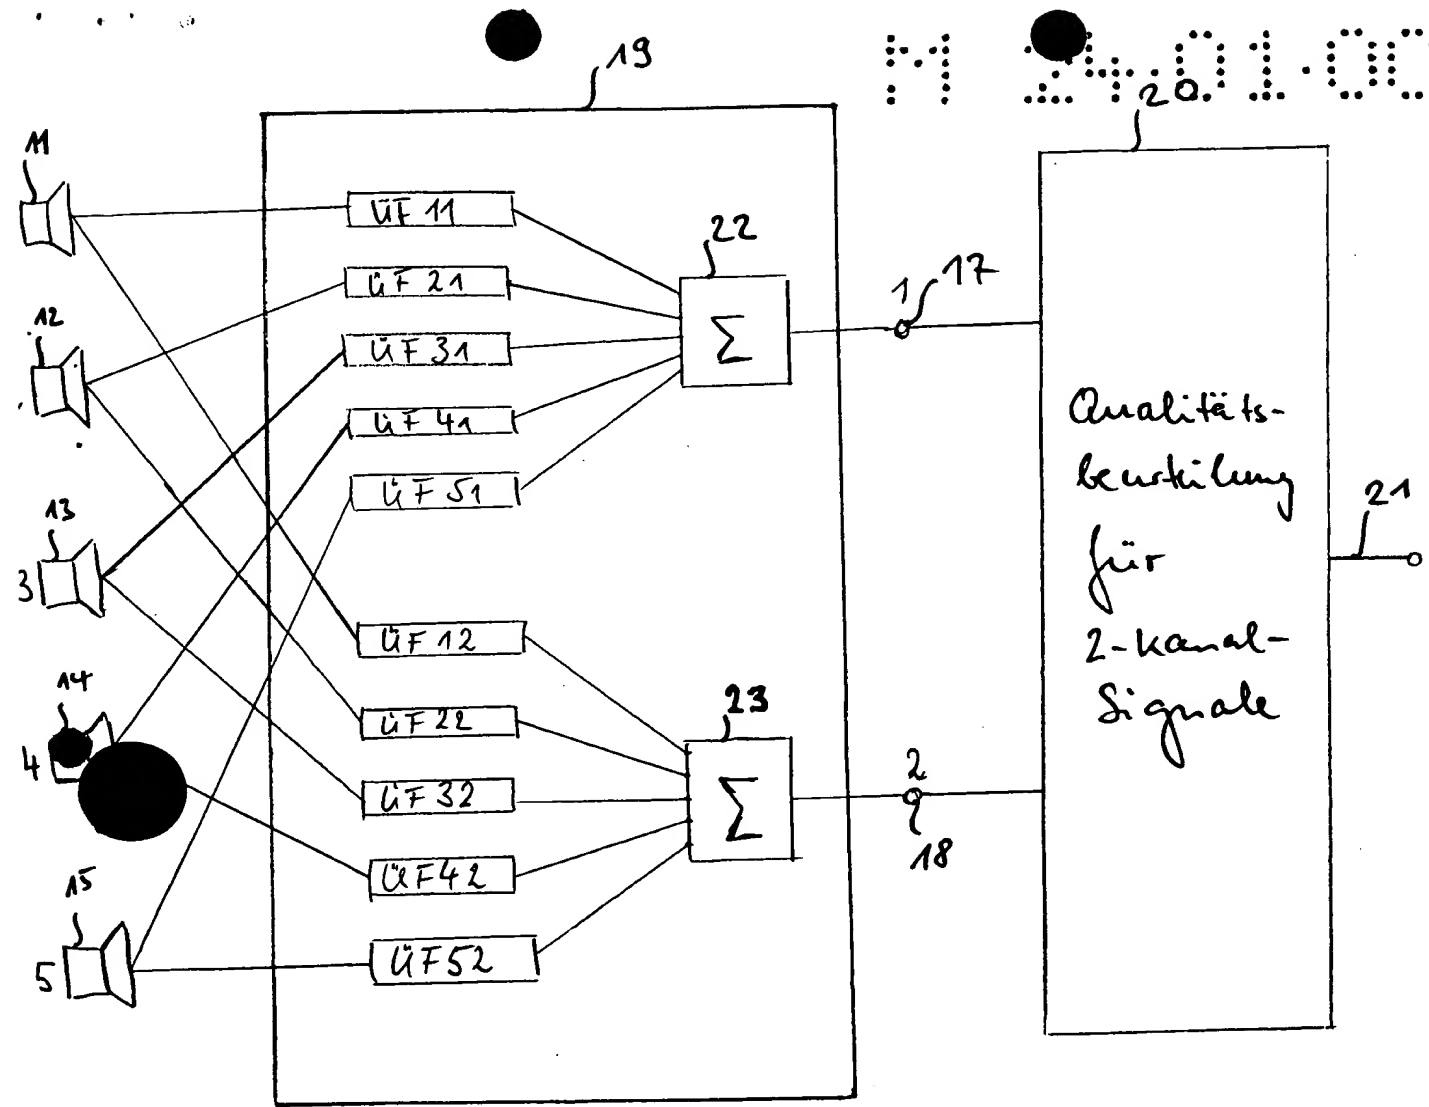 M 24·01·00
19
20
11
ÜF 11
22
ÜF 21
Σ
1
17
12
ÜF 31
ÜF 41
ÜF 51
Qualitäts-
beurteilung
für
2-Kanal-
Signale
21
13
3
ÜF 12
14
4
ÜF 22
23
ÜF 32
Σ
2
18
ÜF 42
15
5
ÜF 52